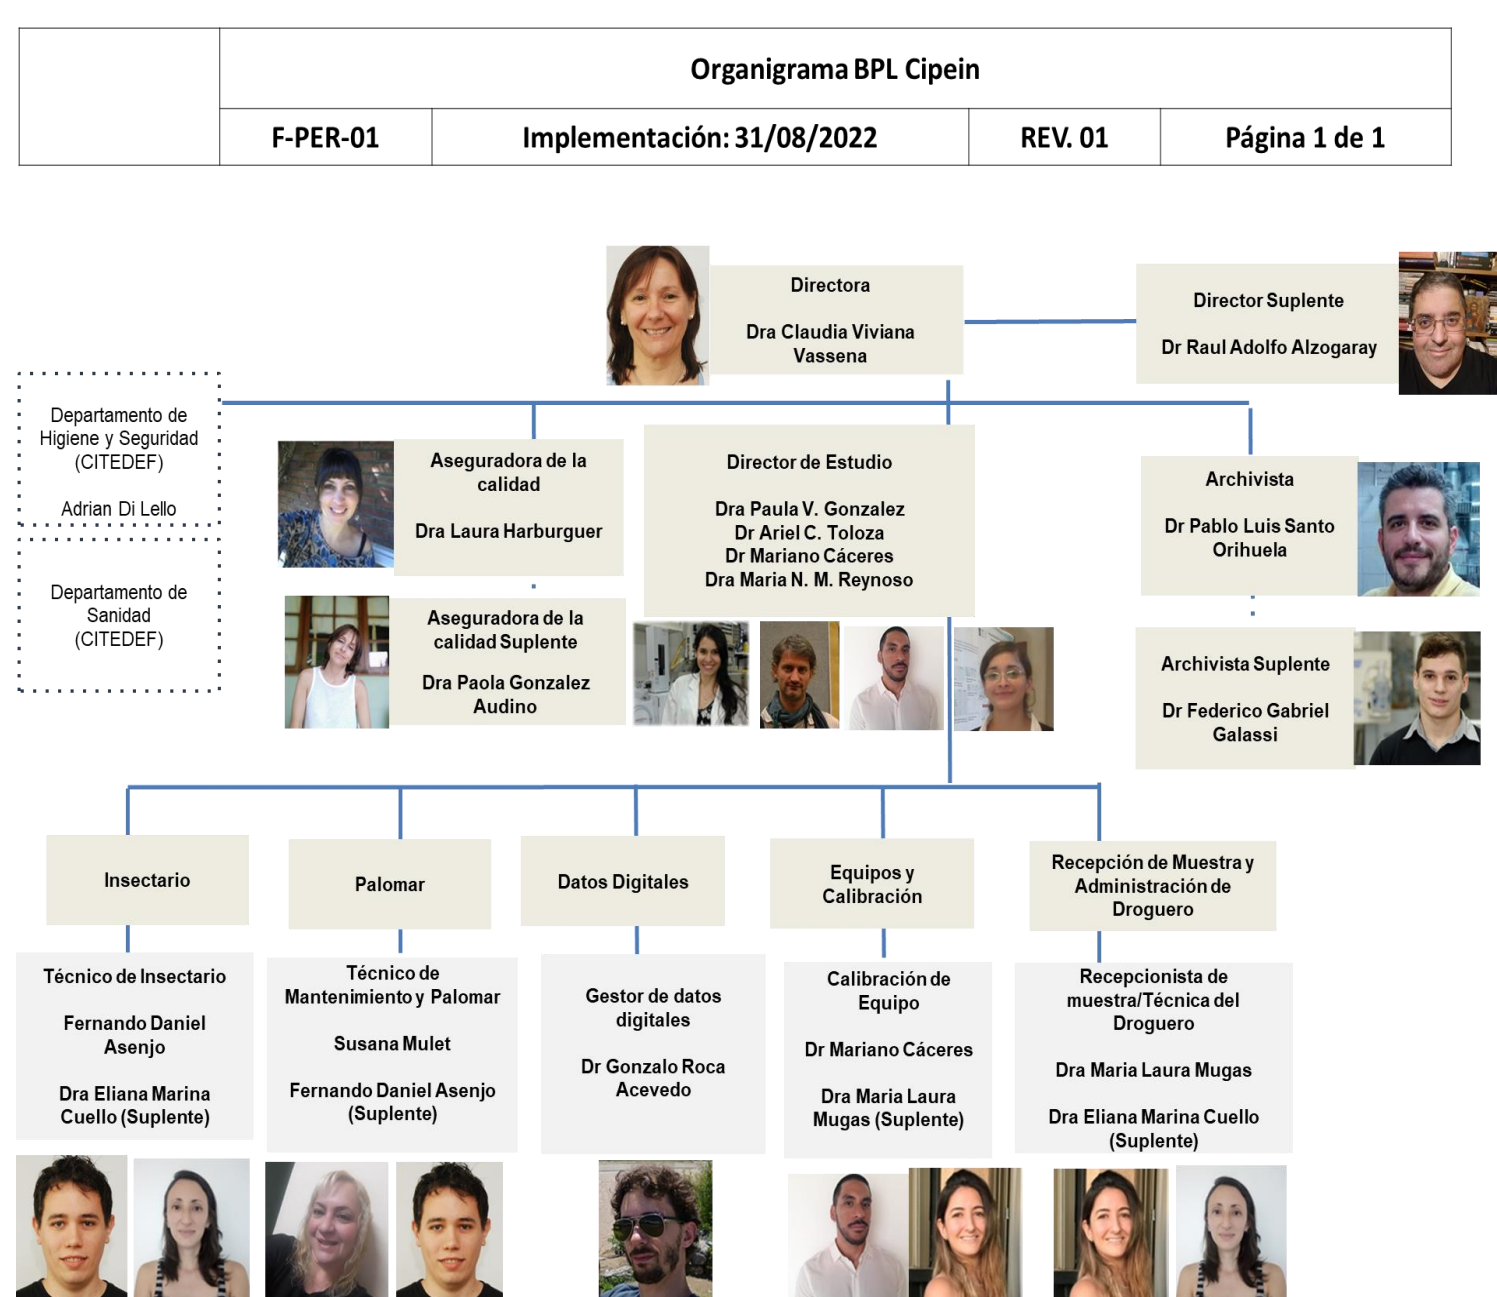 Organigrama BPL Cipein
F-PER-01
Implementación: 31/08/2022
REV. 01
Página 1 de 1
Directora
Dra Claudia Viviana
Vassena
Director Suplente
Dr Raul Adolfo Alzogaray
Departamento de
Higiene y Seguridad
(CITEDEF)
Adrian Di Lello
Departamento de
Sanidad
(CITEDEF)
Aseguradora de la
calidad
Dra Laura Harburguer
Aseguradora de la
calidad Suplente
Dra Paola Gonzalez
Audino
Director de Estudio
Dra Paula V. Gonzalez
Dr Ariel C. Toloza
Dr Mariano Cáceres
Dra Maria N. M. Reynoso
Archivista
Dr Pablo Luis Santo
Orihuela
Archivista Suplente
Dr Federico Gabriel
Galassi
Insectario
Palomar
Datos Digitales
Equipos y
Calibración
Recepción de Muestra y
Administración de
Droguero
Técnico de Insectario
Fernando Daniel
Asenjo
Dra Eliana Marina
Cuello (Suplente)
Técnico de
Mantenimiento y Palomar
Susana Mulet
Fernando Daniel Asenjo
(Suplente)
Gestor de datos
digitales
Dr Gonzalo Roca
Acevedo
Calibración de
Equipo
Dr Mariano Cáceres
Dra Maria Laura
Mugas (Suplente)
Recepcionista de
muestra/Técnica del
Droguero
Dra Maria Laura Mugas
Dra Eliana Marina Cuello
(Suplente)